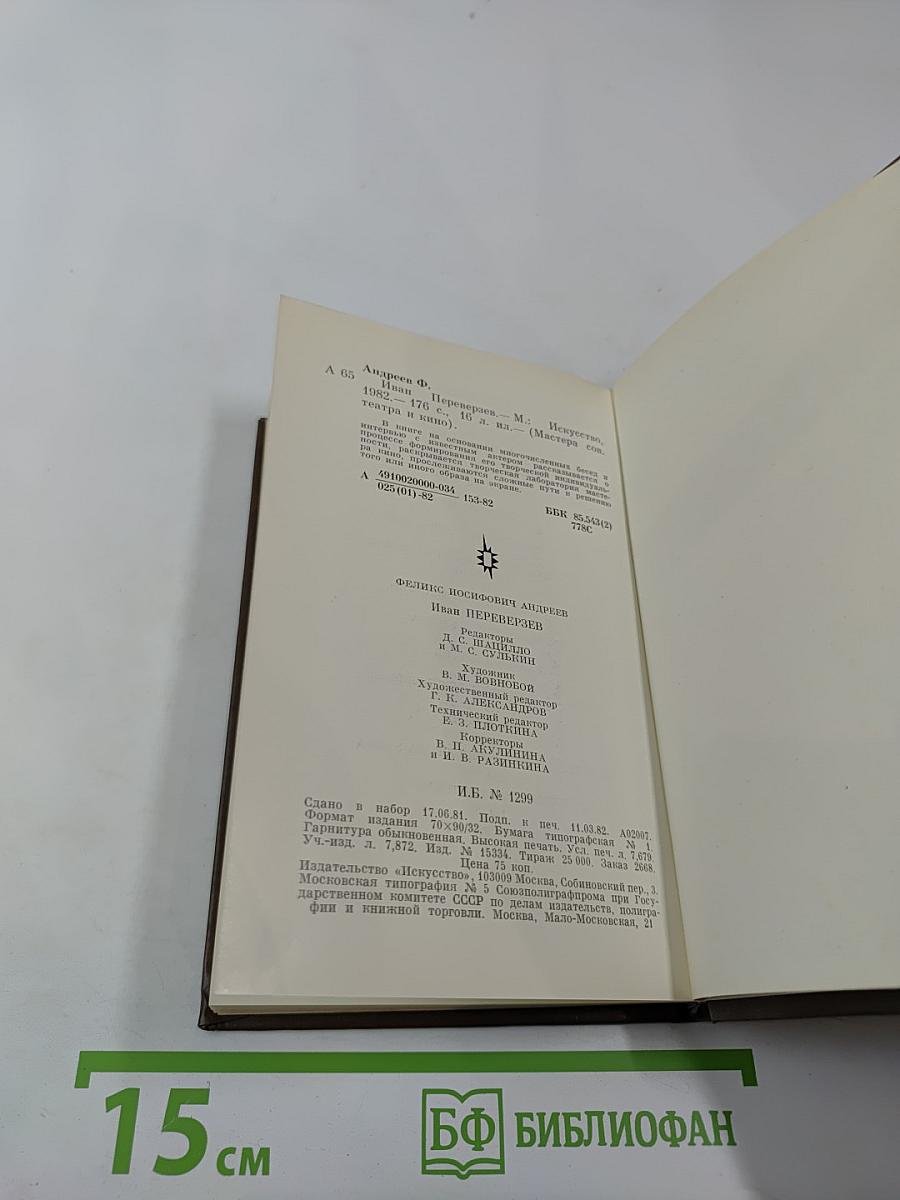 Андреев Ф.
А 65 Иван Переверзев.— М.: Искусство,
1982.— 176 с., 16 л. ил.— (Мастера сов.
театра и кино).
В книге на основании многочисленных бесед и
интервью с известным актером рассказывается о
процессе формирования его творческой индивидуаль-
ности, раскрывается творческая лаборатория масте-
ра кино, прослеживаются сложные пути к решению
того или иного образа на экране.
А 4910020000-034
025(01)-82 153-82
ББК 85.543(2)
778С
ФЕЛИКС ИОСИФОВИЧ АНДРЕЕВ
Иван ПЕРЕВЕРЗЕВ
Редакторы
Д. С. ШАЦИЛЛО
и М. С. СУЛЬКИН
Художник
В. М. ВОВНОБОЙ
Художественный редактор
Г. К. АЛЕКСАНДРОВ
Технический редактор
Е. З. ПЛОТКИНА
Корректоры
В. П. АКУЛИНИНА
и И. В. РАЗИНКИНА
И.Б. № 1299
Сдано в набор 17.06.81. Подп. к печ. 11.03.82. А02007.
Формат издания 70×90/32. Бумага типографская № 1.
Гарнитура обыкновенная. Высокая печать. Усл. печ. л. 7,679.
Уч.-изд. л. 7,872. Изд. № 15334. Тираж 25 000. Заказ 2668.
Цена 75 коп.
Издательство «Искусство», 103009 Москва, Собиновский пер., 3.
Московская типография № 5 Союзполиграфпрома при Госу-
дарственном комитете СССР по делам издательств, полигра-
фии и книжной торговли. Москва, Мало-Московская, 21
15 см
БФ БИБЛИОФАН